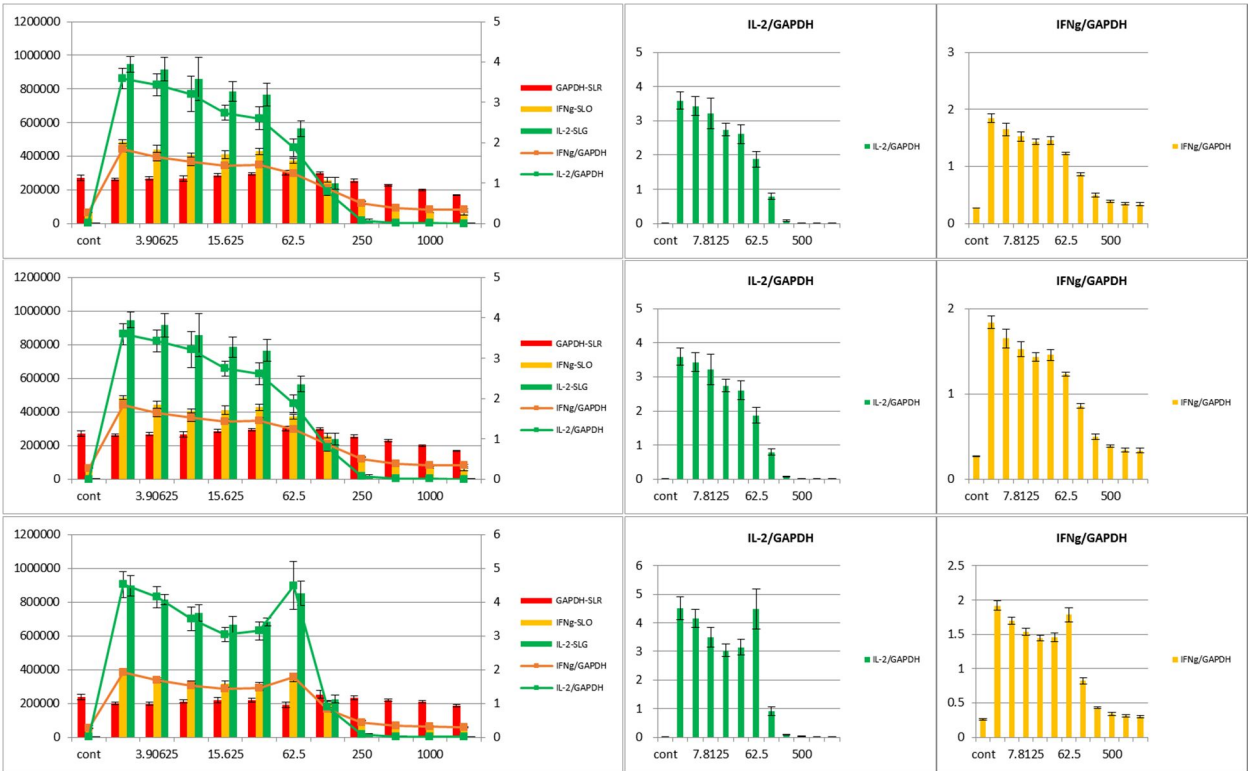 1200000
1000000
800000
600000
400000
200000
0
5
4
3
2
1
0
cont 3.90625 15.625 62.5 250 1000
GAPDH-SLR
IFNg-SLO
IL-2-SLG
IFNg/GAPDH
IL-2/GAPDH
IL-2/GAPDH
5
4
3
2
1
0
cont 7.8125 62.5 500
IL-2/GAPDH
IFNg/GAPDH
3
2
1
0
cont 7.8125 62.5 500
IFNg/GAPDH
1200000
1000000
800000
600000
400000
200000
0
5
4
3
2
1
0
cont 3.90625 15.625 62.5 250 1000
GAPDH-SLR
IFNg-SLO
IL-2-SLG
IFNg/GAPDH
IL-2/GAPDH
IL-2/GAPDH
5
4
3
2
1
0
cont 7.8125 62.5 500
IL-2/GAPDH
IFNg/GAPDH
2
1
0
cont 7.8125 62.5 500
IFNg/GAPDH
1200000
1000000
800000
600000
400000
200000
0
6
5
4
3
2
1
0
cont 3.90625 15.625 62.5 250 1000
GAPDH-SLR
IFNg-SLO
IL-2-SLG
IFNg/GAPDH
IL-2/GAPDH
IL-2/GAPDH
6
5
4
3
2
1
0
cont 7.8125 62.5 500
IL-2/GAPDH
IFNg/GAPDH
2.5
2
1.5
1
0.5
0
cont 7.8125 62.5 500
IFNg/GAPDH